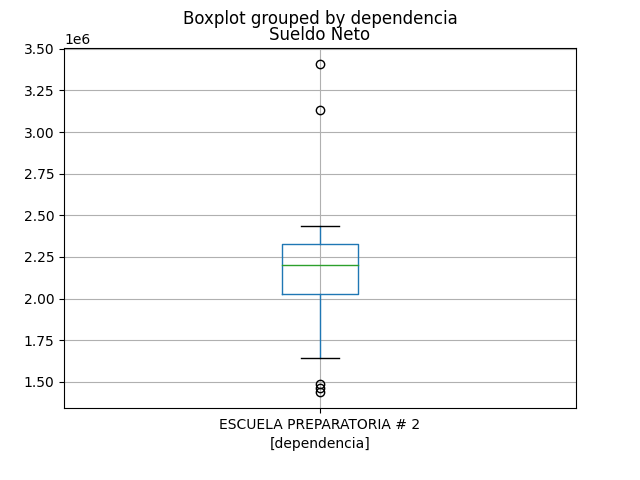 Boxplot grouped by dependencia
Sueldo Neto
1e6
3.50
3.25
3.00
2.75
2.50
2.25
2.00
1.75
1.50
ESCUELA PREPARATORIA # 2
[dependencia]